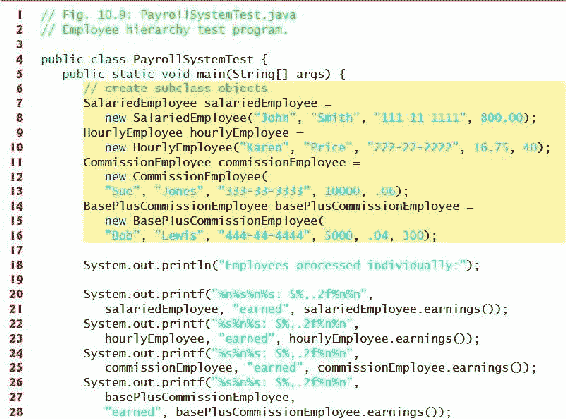 1 // Fig. 10.9: PayrollSystemTest.java
2 // Employee hierarchy test program.
3
4 public class PayrollSystemTest {
5 public static void main(String[] args) {
6 // create subclass objects
7 SalariedEmployee salariedEmployee =
8 new SalariedEmployee("John", "Smith", "111-11-1111", 800.00);
9 HourlyEmployee hourlyEmployee =
10 new HourlyEmployee("Karen", "Price", "222-22-2222", 16.75, 40);
11 CommissionEmployee commissionEmployee =
12 new CommissionEmployee(
13 "Sue", "Jones", "333-33-3333", 10000, .06);
14 BasePlusCommissionEmployee basePlusCommissionEmployee =
15 new BasePlusCommissionEmployee(
16 "Bob", "Lewis", "444-44-4444", 5000, .04, 300);
17
18 System.out.println("Employees processed individually:");
19
20 System.out.printf("%n%s%n%s: $%,.2f%n%n",
21 salariedEmployee, "earned", salariedEmployee.earnings());
22 System.out.printf("%s%n%s: $%,.2f%n%n",
23 hourlyEmployee, "earned", hourlyEmployee.earnings());
24 System.out.printf("%s%n%s: $%,.2f%n%n",
25 commissionEmployee, "earned", commissionEmployee.earnings());
26 System.out.printf("%s%n%s: $%,.2f%n%n",
27 basePlusCommissionEmployee,
28 "earned", basePlusCommissionEmployee.earnings());